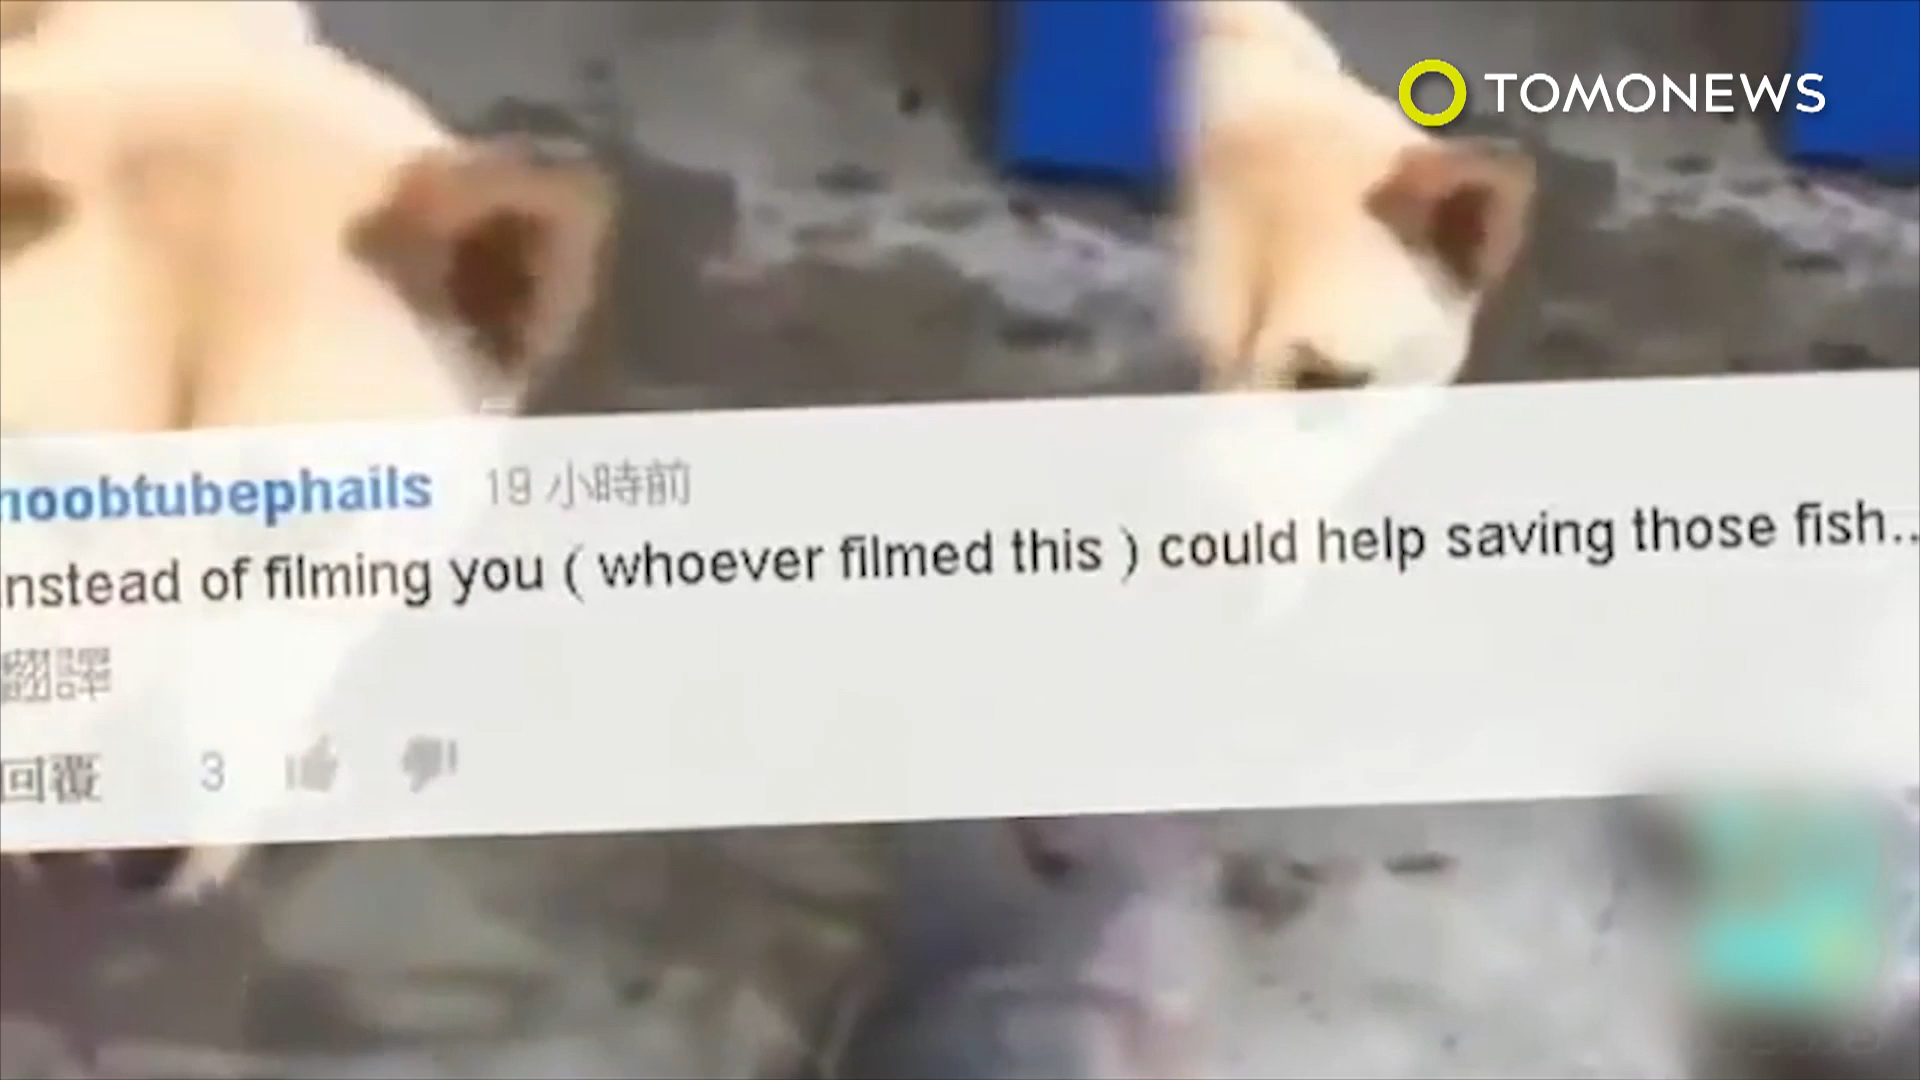 TOMONEWS
noobtubephails 19 小時前
instead of filming you ( whoever filmed this ) could help saving those fish..
翻譯
回覆 3